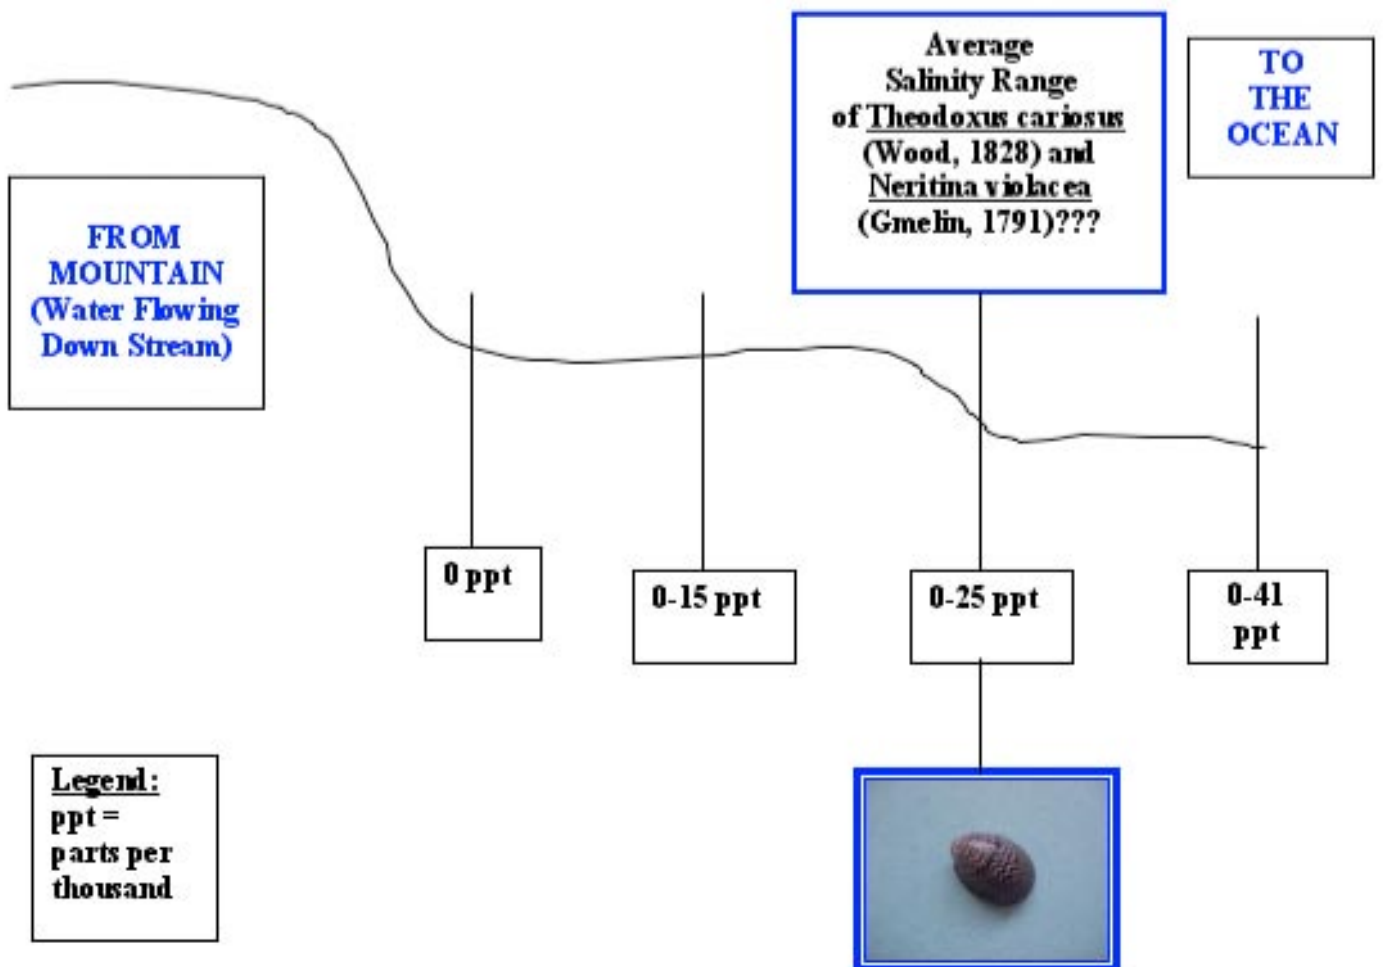 FROM
MOUNTAIN
(Water Flowing
Down Stream)
Average
Salinity Range
of Theodoxus cariosus
(Wood, 1828) and
Neritina violacea
(Gmelin, 1791)???
TO
THE
OCEAN
0 ppt
0-15 ppt
0-25 ppt
0-41
ppt
Legend:
ppt =
parts per
thousand